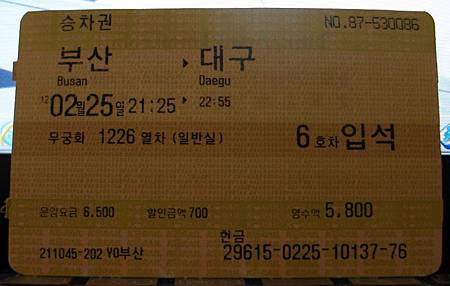 승차권 NO.87-530086
부산 ▸ 대구
Busan Daegu
12 02월25일 21:25 ▸ 22:55
무궁화 1226 열차 (일반실) 6호차 입석
운임요금 6,500 할인금액 700 영수액 5,800
현금
211045-202 YO부산 29615-0225-10137-76